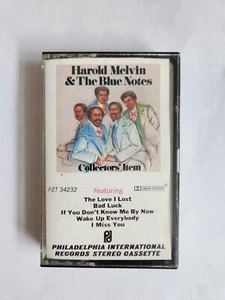 Harold Melvin
& The Blue Notes
Collectors' Item
PZT 34232
Featuring
The Love I Lost
Bad Luck
If You Don't Know Me By Now
Wake Up Everybody
I Miss You
PHILADELPHIA INTERNATIONAL
RECORDS STEREO CASSETTE